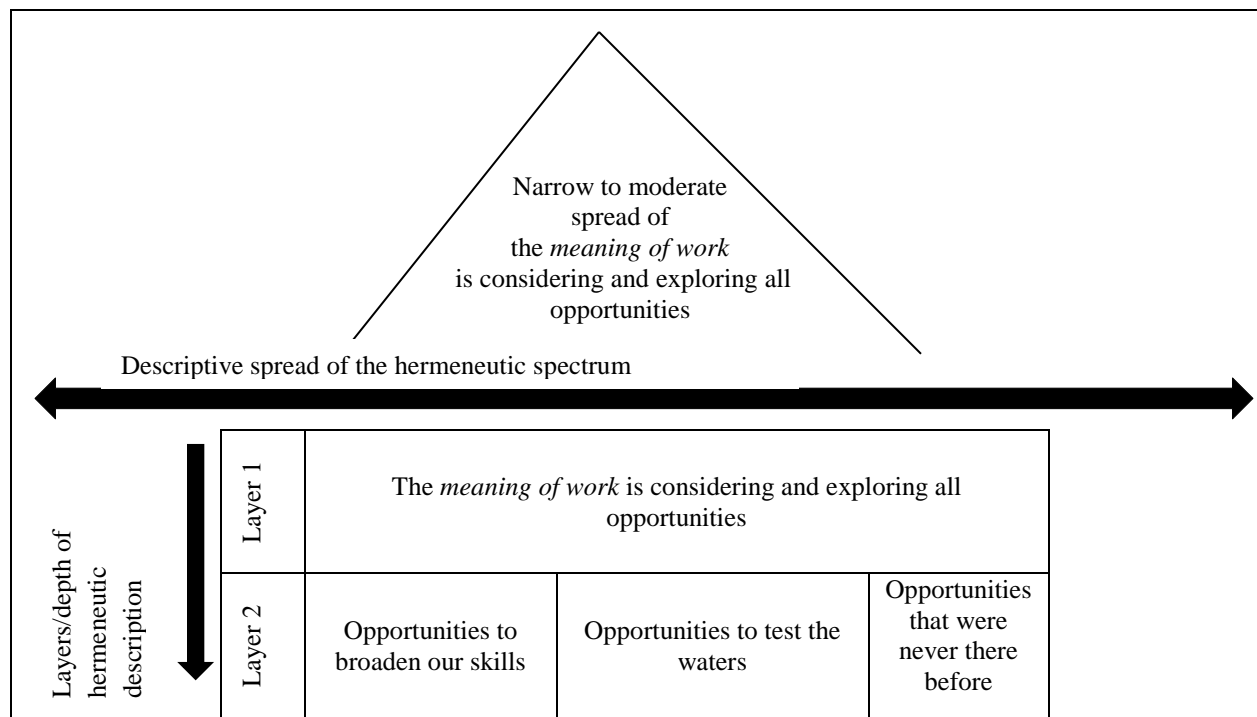 Narrow to moderate
spread of
the meaning of work
is considering and exploring all
opportunities
Descriptive spread of the hermeneutic spectrum
Layers/depth of
hermeneutic
description
Layer 1
The meaning of work is considering and exploring all
opportunities
Layer 2
Opportunities to
broaden our skills
Opportunities to test the
waters
Opportunities
that were
never there
before